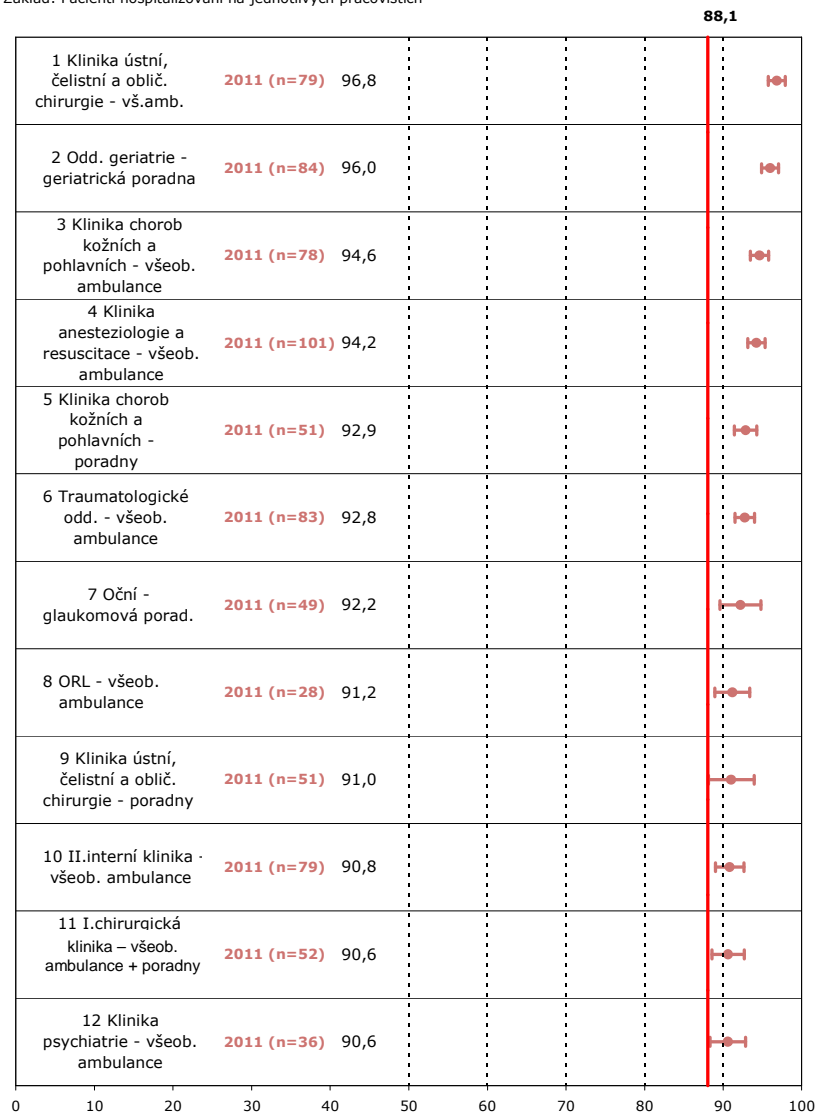 Základ: Pacienti hospitalizovaní na jednotlivých pracovištích
88,1
1 Klinika ústní,
čelistní a oblič.
chirurgie - vš.amb.
2011 (n=79) 96,8
2 Odd. geriatrie -
geriatrická poradna
2011 (n=84) 96,0
3 Klinika chorob
kožních a
pohlavních - všeob.
ambulance
2011 (n=78) 94,6
4 Klinika
anesteziologie a
resuscitace - všeob.
ambulance
2011 (n=101) 94,2
5 Klinika chorob
kožních a
pohlavních -
poradny
2011 (n=51) 92,9
6 Traumatologické
odd. - všeob.
ambulance
2011 (n=83) 92,8
7 Oční -
glaukomová porad.
2011 (n=49) 92,2
8 ORL - všeob.
ambulance
2011 (n=28) 91,2
9 Klinika ústní,
čelistní a oblič.
chirurgie - poradny
2011 (n=51) 91,0
10 II.interní klinika -
všeob. ambulance
2011 (n=79) 90,8
11 I.chirurgická
klinika – všeob.
ambulance + poradny
2011 (n=52) 90,6
12 Klinika
psychiatrie - všeob.
ambulance
2011 (n=36) 90,6
0 10 20 30 40 50 60 70 80 90 100